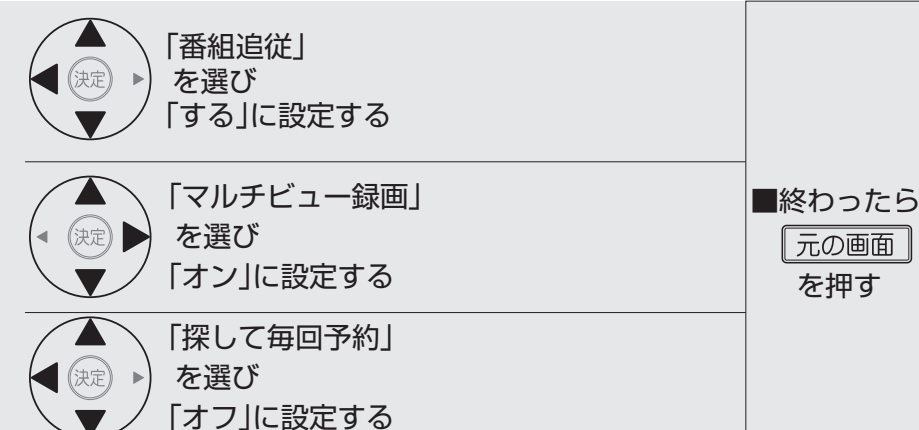 「番組追従」
決定
を選び
「する」に設定する
「マルチビュー録画」
決定
を選び
「オン」に設定する
「探して毎回予約」
決定
を選び
「オフ」に設定する
■終わったら
元の画面
を押す